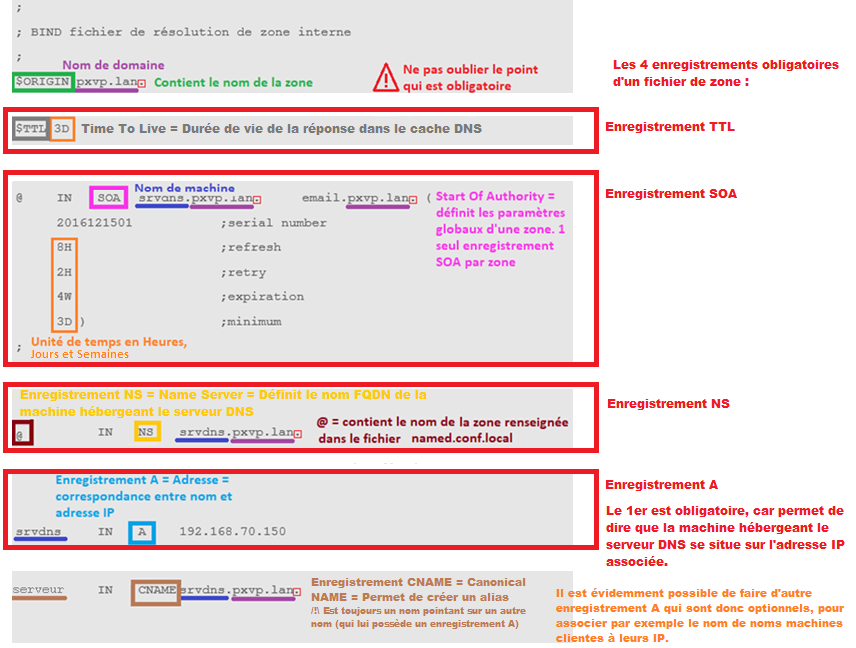 ;
; BIND fichier de résolution de zone interne
;
Nom de domaine
$ORIGIN pxvp.lan.
Contient le nom de la zone
Ne pas oublier le point
qui est obligatoire
Les 4 enregistrements obligatoires
d'un fichier de zone :
$TTL 3D
Time To Live = Durée de vie de la réponse dans le cache DNS
Enregistrement TTL
Nom de machine
@ IN SOA srvdns.pxvp.lan. email.pxvp.lan. (
2016121501 ;serial number
8H ;refresh
2H ;retry
4W ;expiration
3D ) ;minimum
;
Start Of Authority =
définit les paramètres
globaux d'une zone. 1
seul enregistrement
SOA par zone
Unité de temps en Heures,
Jours et Semaines
Enregistrement SOA
Enregistrement NS = Name Server = Définit le nom FQDN de la
machine hébergeant le serveur DNS
@ IN NS srvdns.pxvp.lan.
@ = contient le nom de la zone renseignée
dans le fichier named.conf.local
Enregistrement NS
Enregistrement A = Adresse =
correspondance entre nom et
adresse IP
srvdns IN A 192.168.70.150
Enregistrement A
Le 1er est obligatoire, car permet de
dire que la machine hébergeant le
serveur DNS se situe sur l'adresse IP
associée.
serveur IN CNAME srvdns.pxvp.lan.
Enregistrement CNAME = Canonical
NAME = Permet de créer un alias
/!\ Est toujours un nom pointant sur un autre
nom (qui lui possède un enregistrement A)
Il est évidemment possible de faire d'autre
enregistrement A qui sont donc optionnels, pour
associer par exemple le nom de noms machines
clientes à leurs IP.